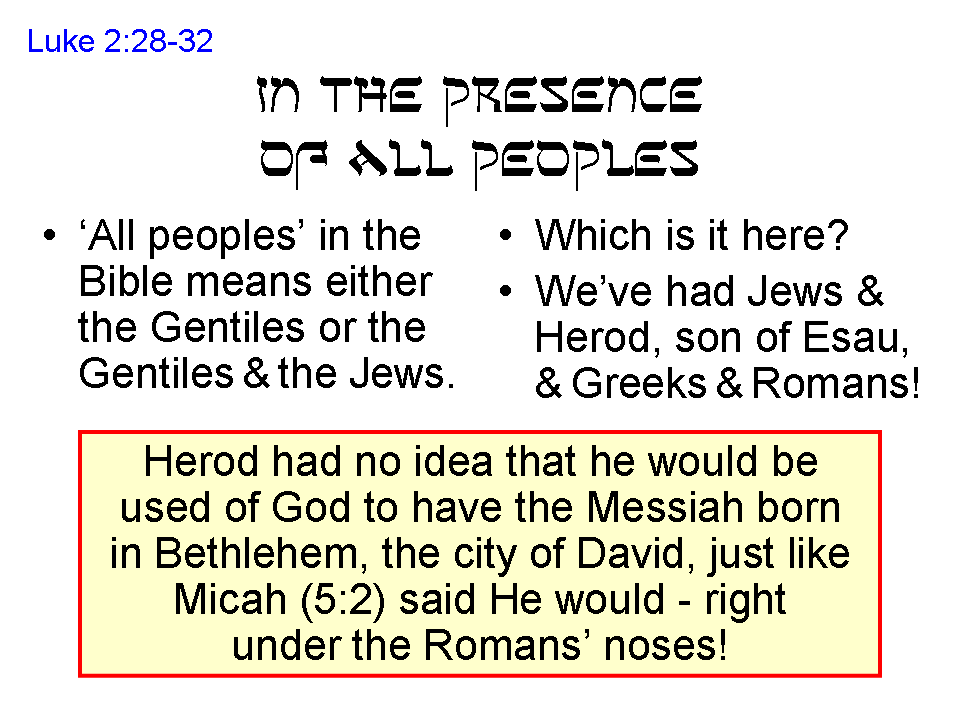 Luke 2:28-32
IN THE PRESENCE
OF ALL PEOPLES
• ‘All peoples’ in the
Bible means either
the Gentiles or the
Gentiles & the Jews.
• Which is it here?
• We’ve had Jews &
Herod, son of Esau,
& Greeks & Romans!
Herod had no idea that he would be
used of God to have the Messiah born
in Bethlehem, the city of David, just like
Micah (5:2) said He would - right
under the Romans’ noses!